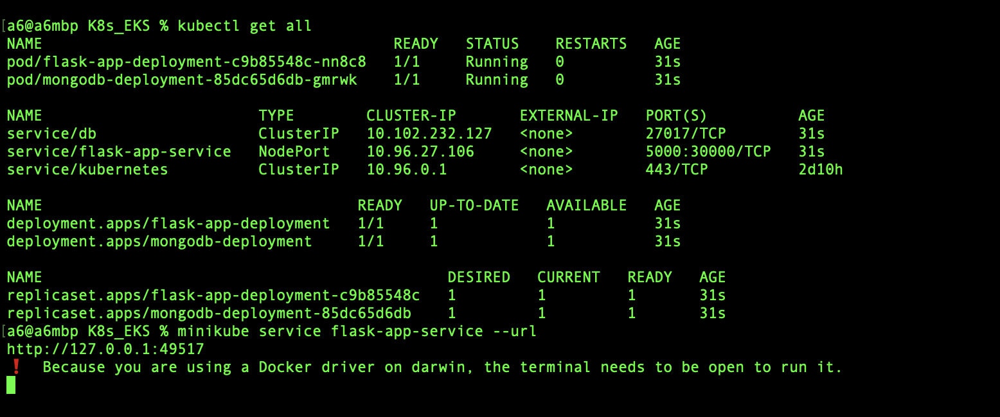 [a6@a6mbp K8s_EKS % kubectl get all
NAME READY STATUS RESTARTS AGE
pod/flask-app-deployment-c9b85548c-nn8c8 1/1 Running 0 31s
pod/mongodb-deployment-85dc65d6db-gmrwk 1/1 Running 0 31s
NAME TYPE CLUSTER-IP EXTERNAL-IP PORT(S) AGE
service/db ClusterIP 10.102.232.127 <none> 27017/TCP 31s
service/flask-app-service NodePort 10.96.27.106 <none> 5000:30000/TCP 31s
service/kubernetes ClusterIP 10.96.0.1 <none> 443/TCP 2d10h
NAME READY UP-TO-DATE AVAILABLE AGE
deployment.apps/flask-app-deployment 1/1 1 1 31s
deployment.apps/mongodb-deployment 1/1 1 1 31s
NAME DESIRED CURRENT READY AGE
replicaset.apps/flask-app-deployment-c9b85548c 1 1 1 31s
replicaset.apps/mongodb-deployment-85dc65d6db 1 1 1 31s
[a6@a6mbp K8s_EKS % minikube service flask-app-service --url
http://127.0.0.1:49517
❗ Because you are using a Docker driver on darwin, the terminal needs to be open to run it.